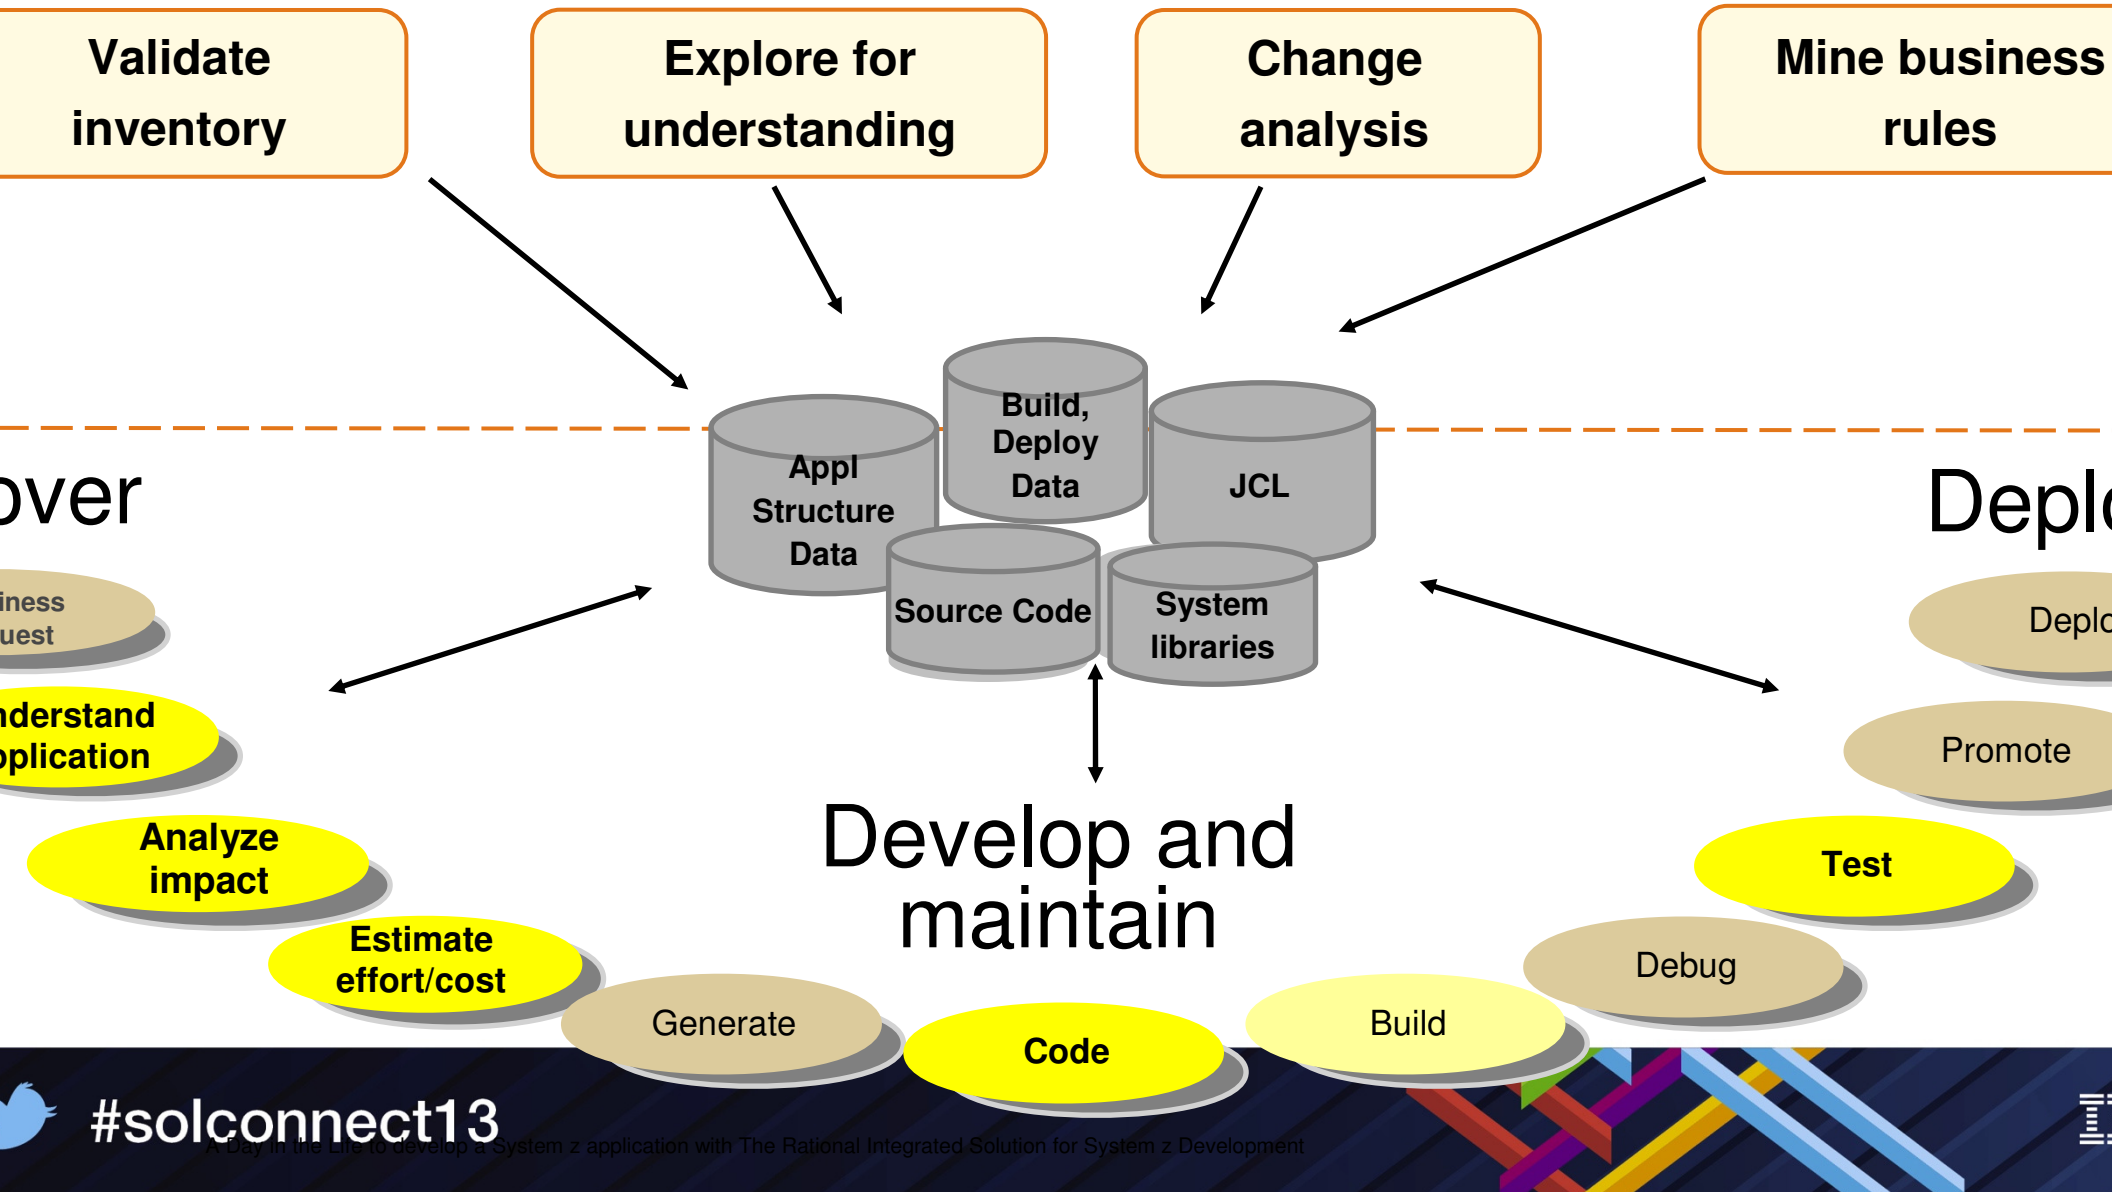 Validate
inventory
Explore for
understanding
Change
analysis
Mine business
rules
Build,
Deploy
Data
Appl
Structure
Data
JCL
Source Code
System
libraries
over
Deplo
iness
uest
nderstand
pplication
Analyze
impact
Estimate
effort/cost
Generate
Code
Build
Debug
Test
Promote
Deplo
Develop and
maintain
#solconnect13
A Day in the Life to develop a System z application with The Rational Integrated Solution for System z Development